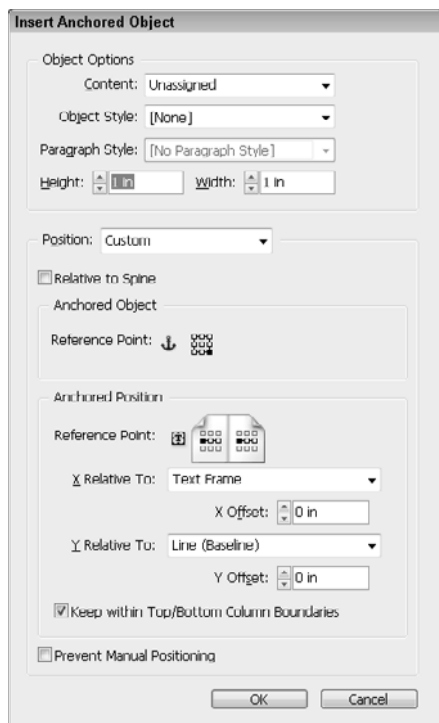 Insert Anchored Object
Object Options
Content: Unassigned
Object Style: [None]
Paragraph Style: [No Paragraph Style]
Height: 1 in Width: 1 in
Position: Custom
Relative to Spine
Anchored Object
Reference Point:
Anchored Position
Reference Point:
X Relative To: Text Frame
X Offset: 0 in
Y Relative To: Line (Baseline)
Y Offset: 0 in
Keep within Top/Bottom Column Boundaries
Prevent Manual Positioning
OK Cancel